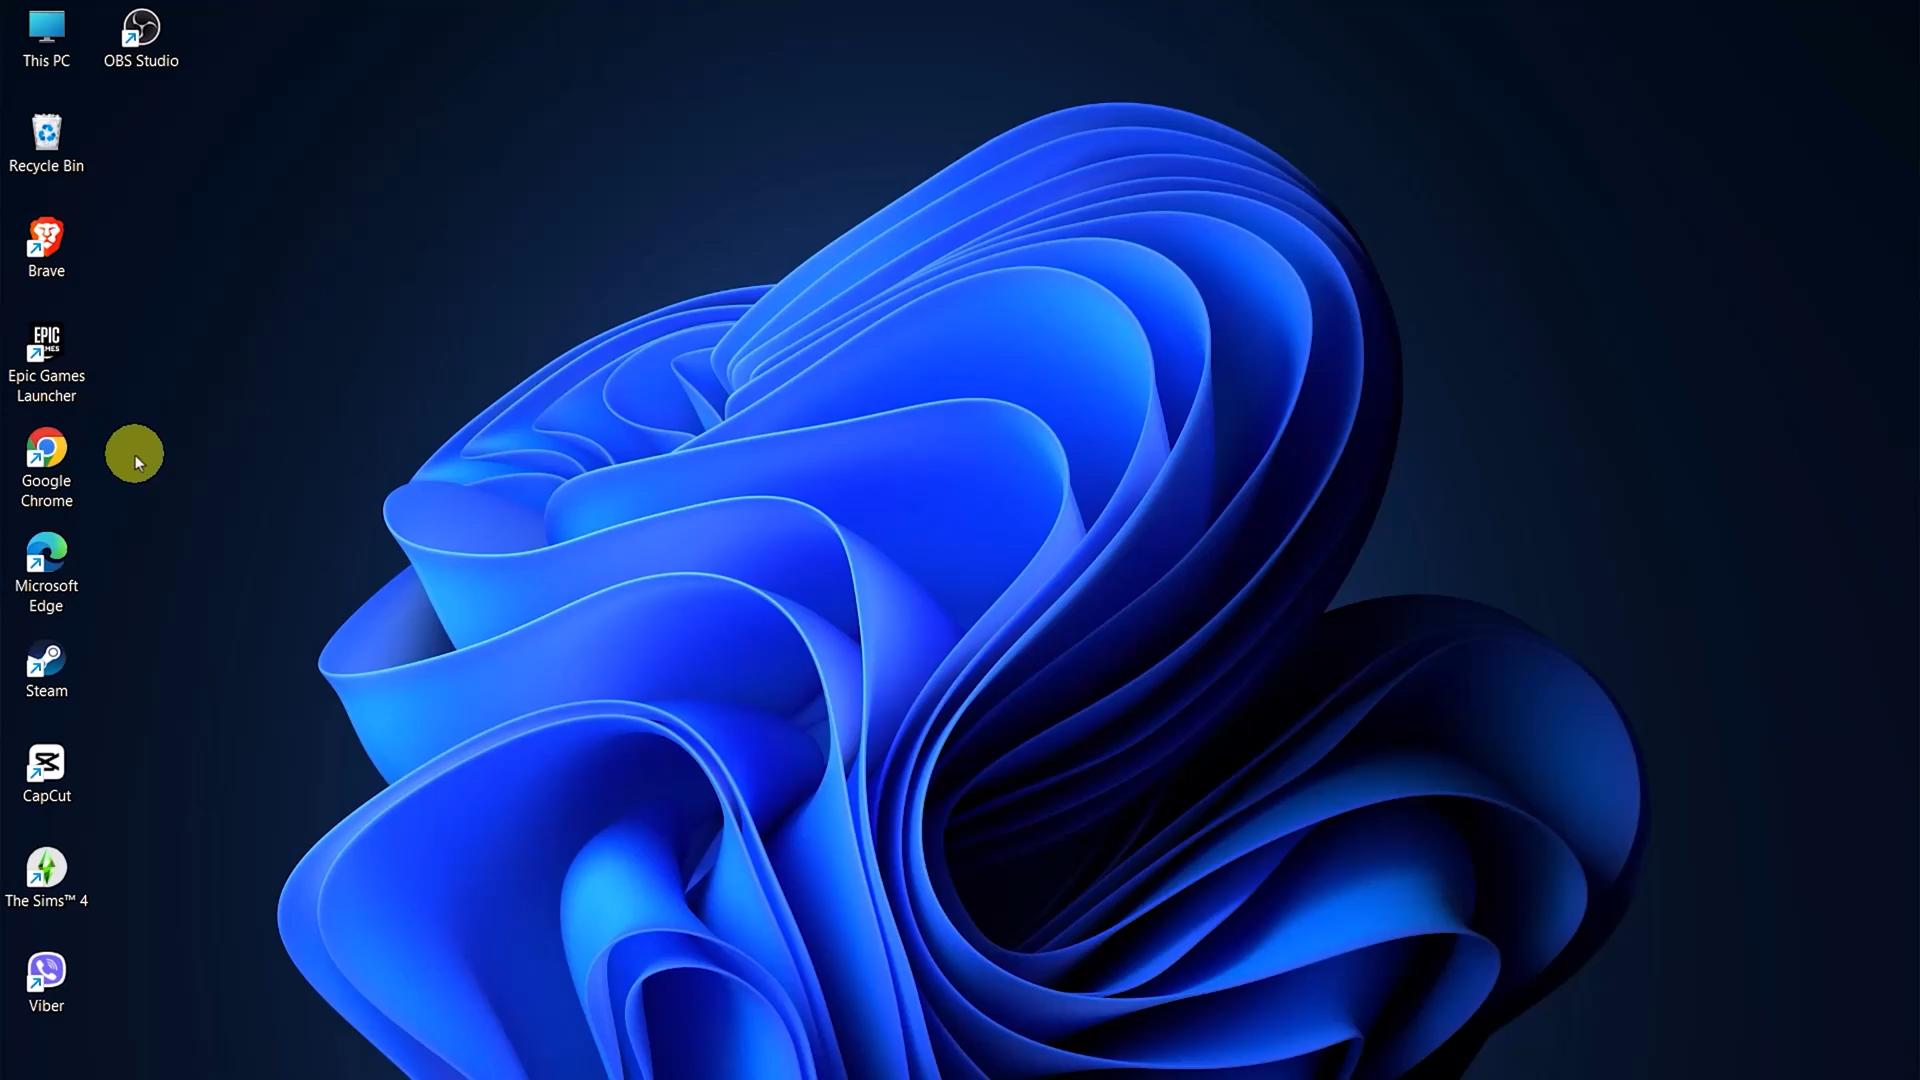 This PC
OBS Studio
Recycle Bin
Brave
EPIC
Epic Games
Launcher
Google
Chrome
Microsoft
Edge
Steam
CapCut
The Sims™ 4
Viber